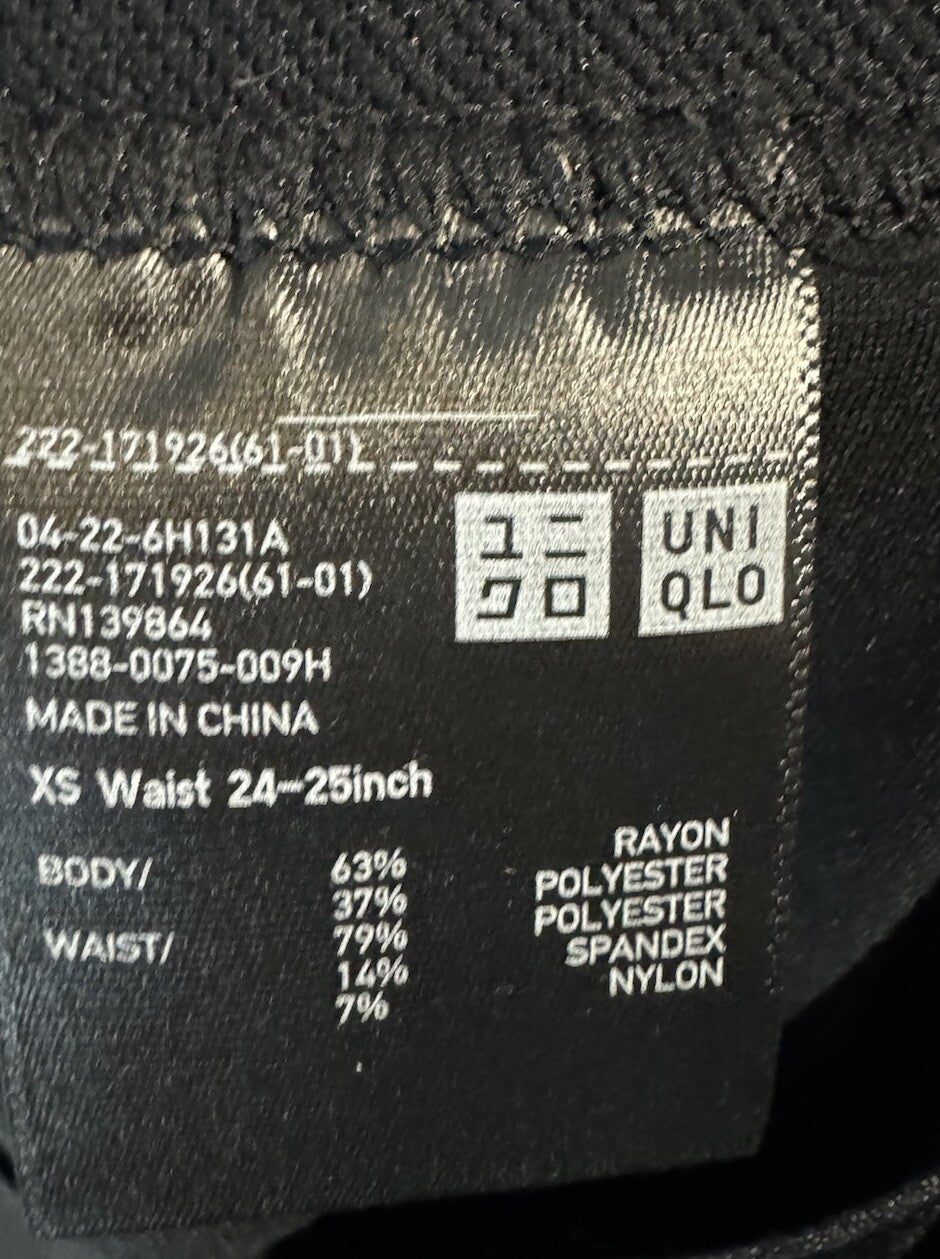 222-171926(61-01)
04-22-6H131A
222-171926(61-01)
RN139864
1388-0075-009H
MADE IN CHINA
ユニ
クロ
UNI
QLO
XS Waist 24-25inch
BODY/ 63% RAYON
37% POLYESTER
WAIST/ 79% POLYESTER
14% SPANDEX
7% NYLON